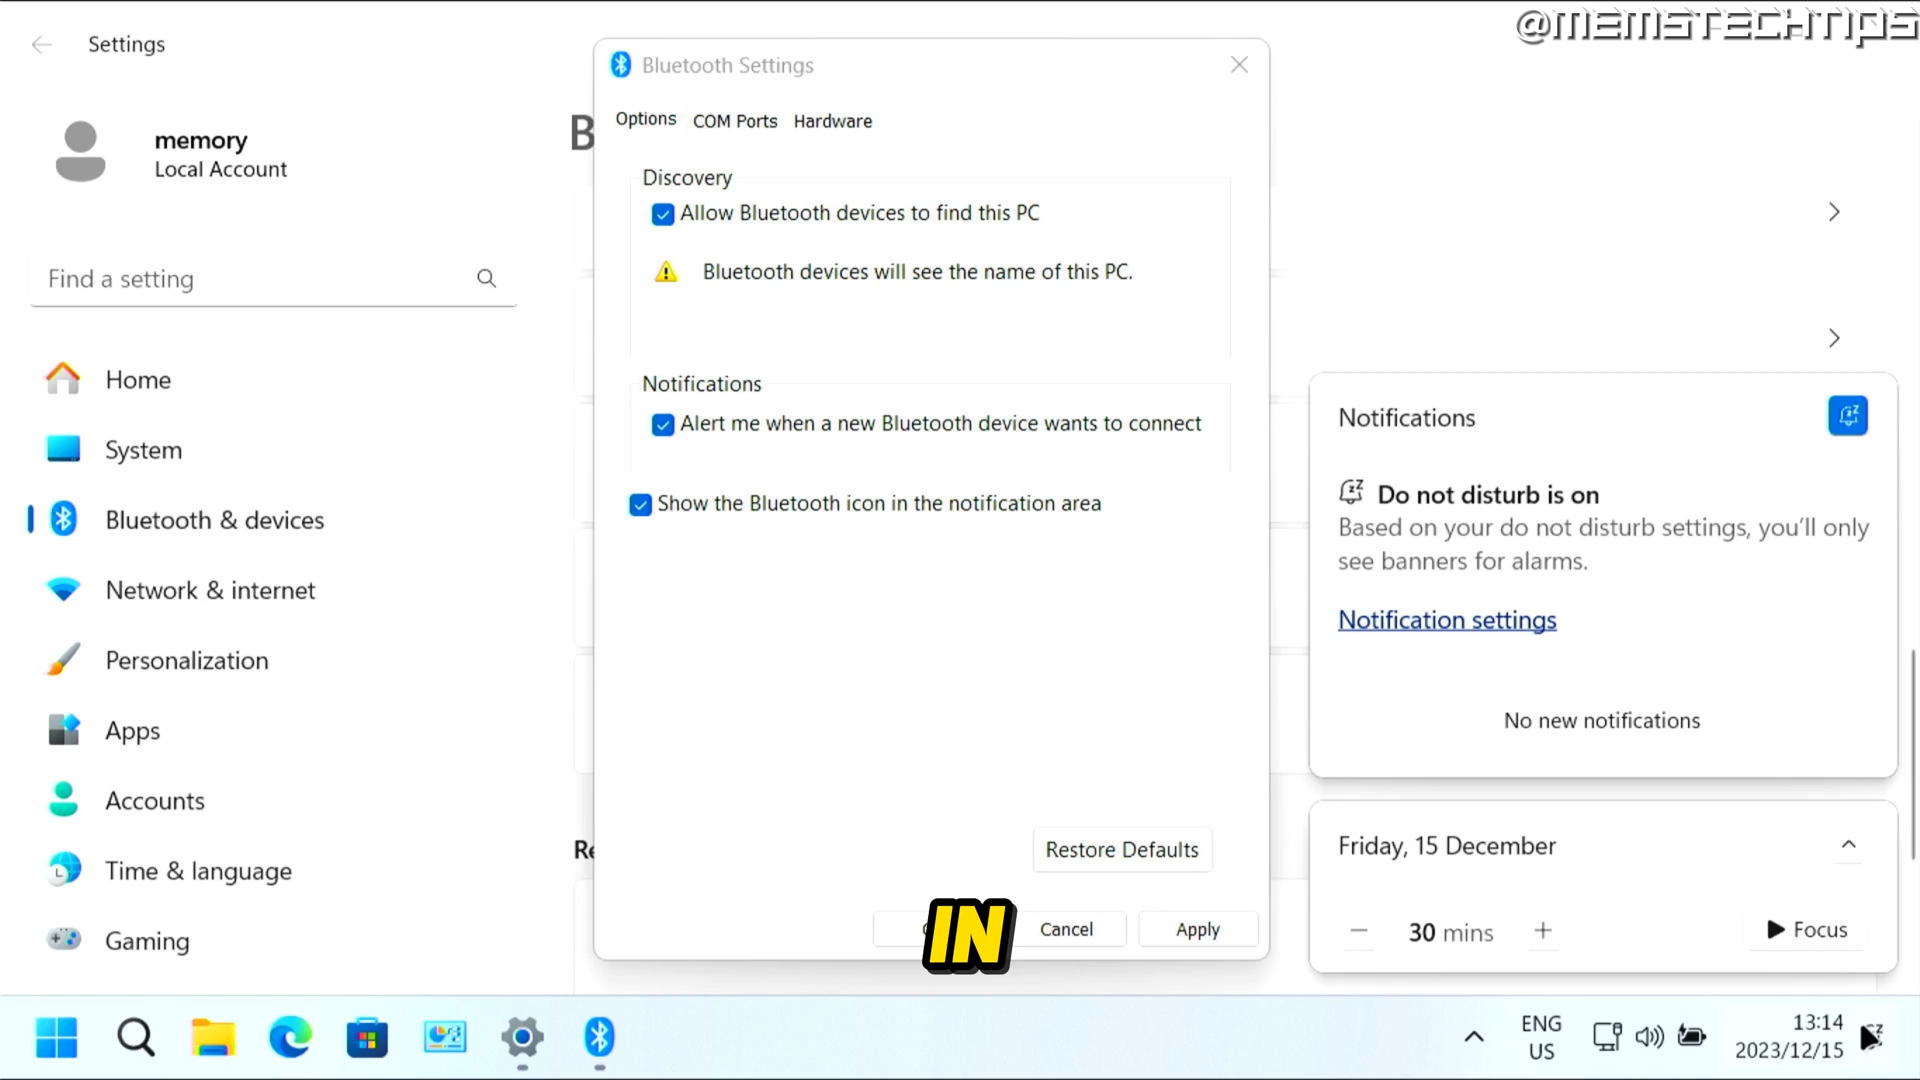 @MEMSTECHTIPS
Settings
memory
Local Account
Find a setting
Home
System
Bluetooth & devices
Network & internet
Personalization
Apps
Accounts
Time & language
Gaming
B
Bluetooth Settings
Options
COM Ports
Hardware
Discovery
Allow Bluetooth devices to find this PC
Bluetooth devices will see the name of this PC.
Notifications
Alert me when a new Bluetooth device wants to connect
Show the Bluetooth icon in the notification area
Restore Defaults
Cancel
Apply
IN
Notifications
Do not disturb is on
Based on your do not disturb settings, you'll only
see banners for alarms.
Notification settings
No new notifications
Friday, 15 December
30 mins
Focus
ENG
US
13:14
2023/12/15